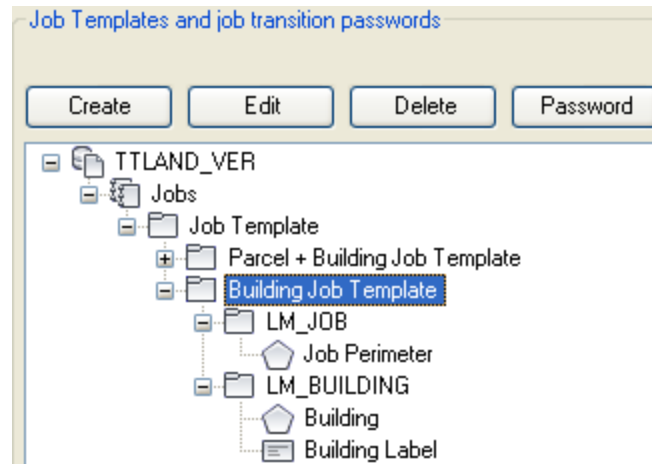 Job Templates and job transition passwords
Create Edit Delete Password
TTLAND_VER
Jobs
Job Template
Parcel + Building Job Template
Building Job Template
LM_JOB
Job Perimeter
LM_BUILDING
Building
Building Label